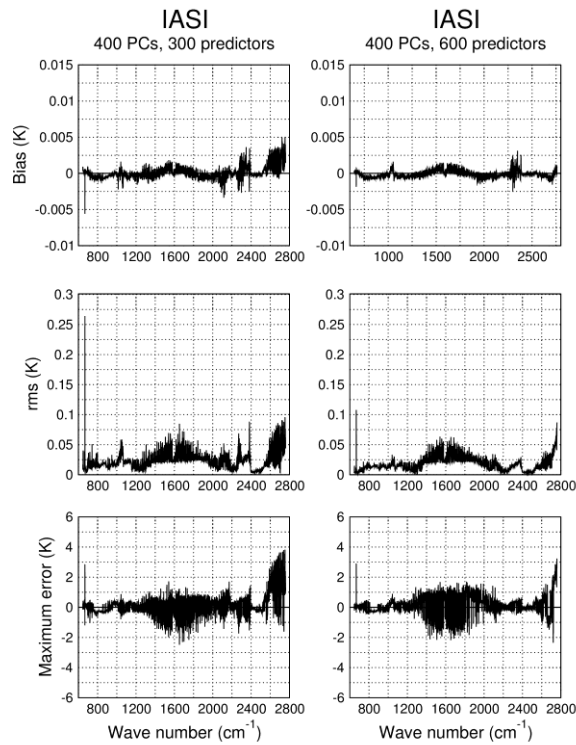 IASI
400 PCs, 300 predictors
IASI
400 PCs, 600 predictors
Bias (K)
0.015
0.01
0.005
0
-0.005
-0.01
800 1200 1600 2000 2400 2800
0.015
0.01
0.005
0
-0.005
-0.01
1000 1500 2000 2500
rms (K)
0.3
0.25
0.2
0.15
0.1
0.05
0
800 1200 1600 2000 2400 2800
0.3
0.25
0.2
0.15
0.1
0.05
0
800 1200 1600 2000 2400 2800
Maximum error (K)
6
4
2
0
-2
-4
-6
800 1200 1600 2000 2400 2800
Wave number (cm⁻¹)
6
4
2
0
-2
-4
-6
800 1200 1600 2000 2400 2800
Wave number (cm⁻¹)